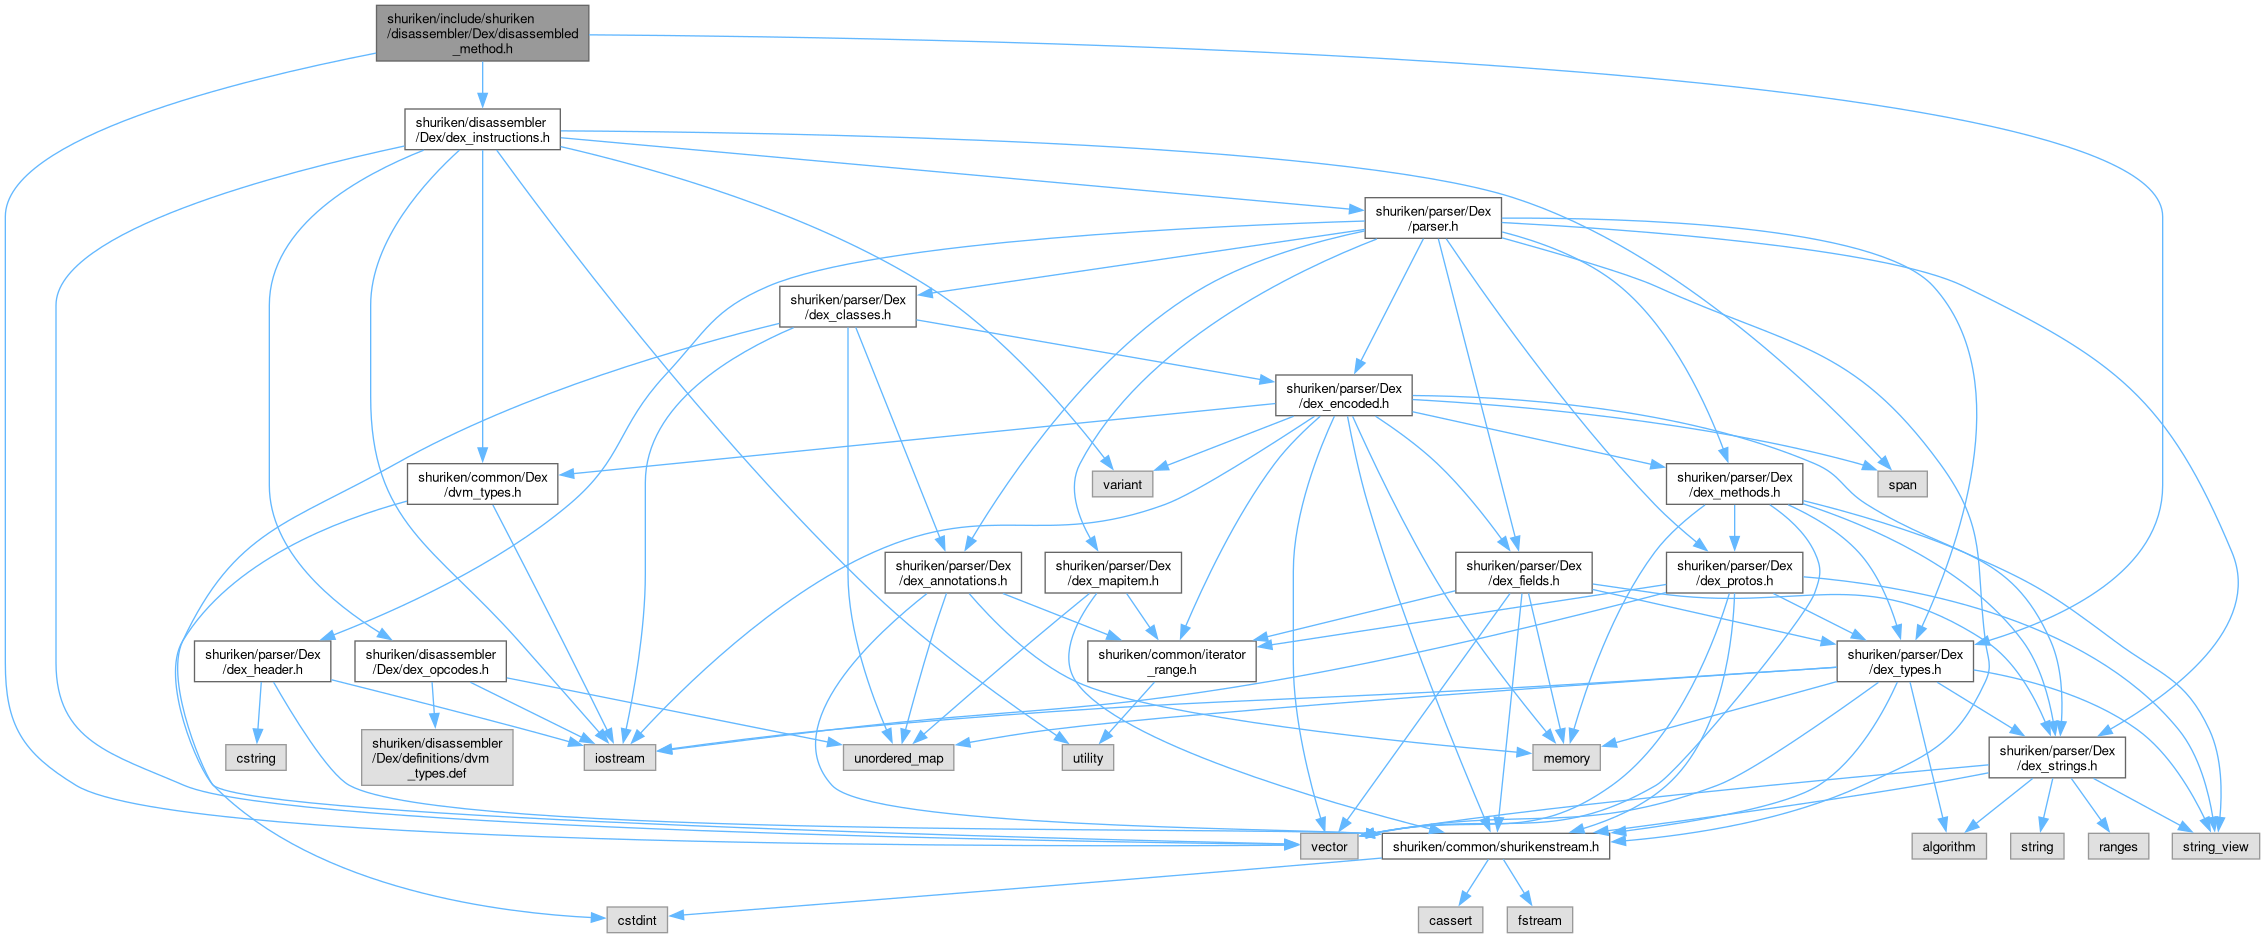 shuriken/include/shuriken
/disassembler/Dex/disassembled
_method.h
shuriken/disassembler
/Dex/dex_instructions.h
shuriken/parser/Dex
/parser.h
shuriken/parser/Dex
/dex_classes.h
shuriken/parser/Dex
/dex_encoded.h
shuriken/common/Dex
/dvm_types.h
variant
shuriken/parser/Dex
/dex_methods.h
span
shuriken/parser/Dex
/dex_annotations.h
shuriken/parser/Dex
/dex_mapitem.h
shuriken/parser/Dex
/dex_fields.h
shuriken/parser/Dex
/dex_protos.h
shuriken/parser/Dex
/dex_header.h
shuriken/disassembler
/Dex/dex_opcodes.h
shuriken/common/iterator
_range.h
shuriken/parser/Dex
/dex_types.h
cstring
shuriken/disassembler
/Dex/definitions/dvm
_types.def
iostream
unordered_map
utility
memory
shuriken/parser/Dex
/dex_strings.h
vector
shuriken/common/shurikenstream.h
algorithm
string
ranges
string_view
cstdint
cassert
fstream